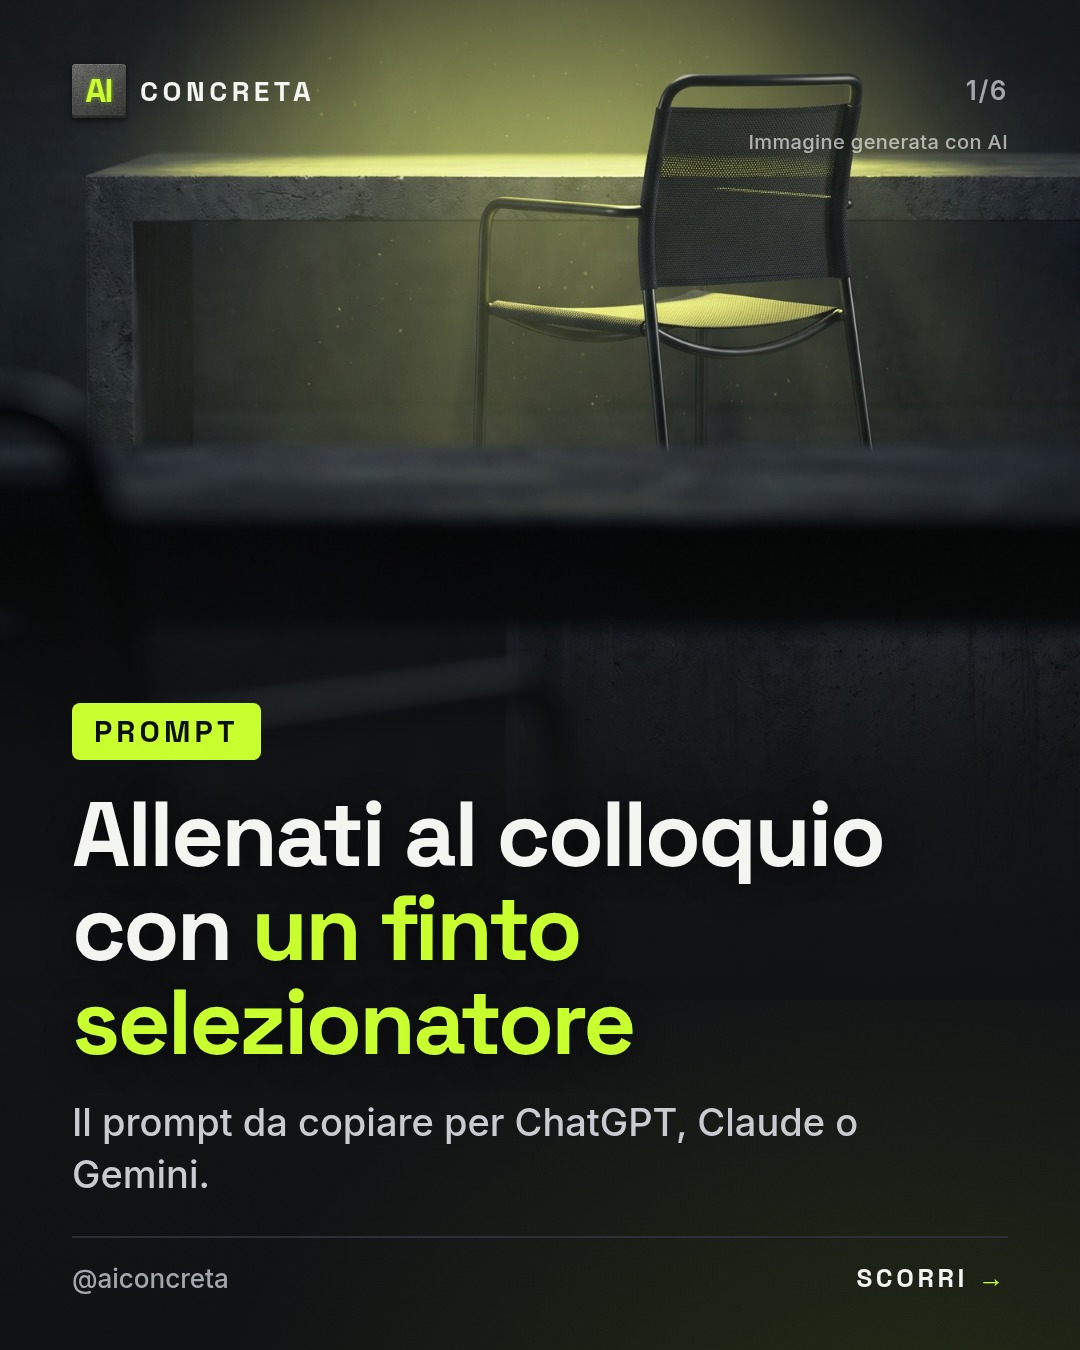 AI CONCRETA
1/6
Immagine generata con AI
PROMPT
Allenati al colloquio
con un finto
selezionatore
Il prompt da copiare per ChatGPT, Claude o
Gemini.
@aiconcreta
SCORRI →